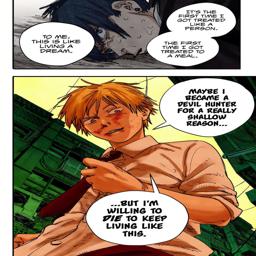 IT'S THE
FIRST TIME I
GOT TREATED
LIKE A
PERSON.
THE FIRST
TIME I GOT
TREATED TO
A MEAL.
TO ME,
THIS IS LIKE
LIVING A
DREAM.
MAYBE I
BECAME A
DEVIL HUNTER
FOR A REALLY
SHALLOW
REASON...
...BUT I'M
WILLING TO
DIE TO KEEP
LIVING LIKE
THIS.